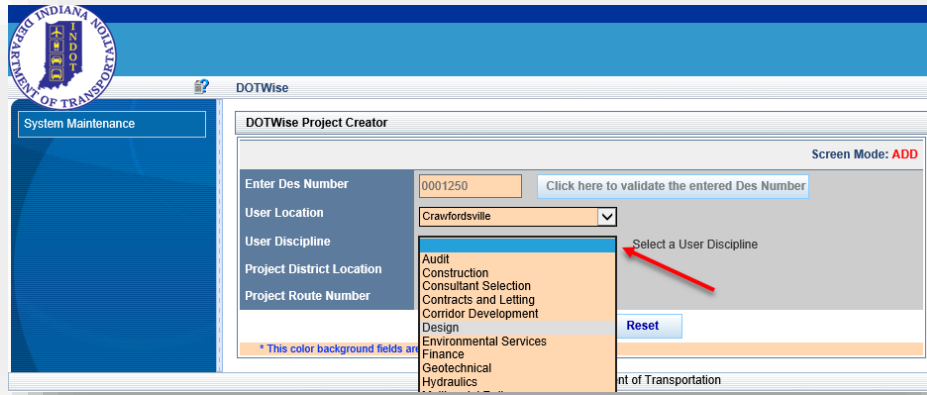 INDIANA
DEPARTMENT OF TRANSPORTATION
INDOT
DOTWise
System Maintenance
DOTWise Project Creator
Screen Mode: ADD
Enter Des Number 0001250 Click here to validate the entered Des Number
User Location Crawfordsville
User Discipline Select a User Discipline
Project District Location
Project Route Number
Audit
Construction
Consultant Selection
Contracts and Letting
Corridor Development
Design
Environmental Services
Finance
Geotechnical
Hydraulics
Reset
* This color background fields are
nt of Transportation